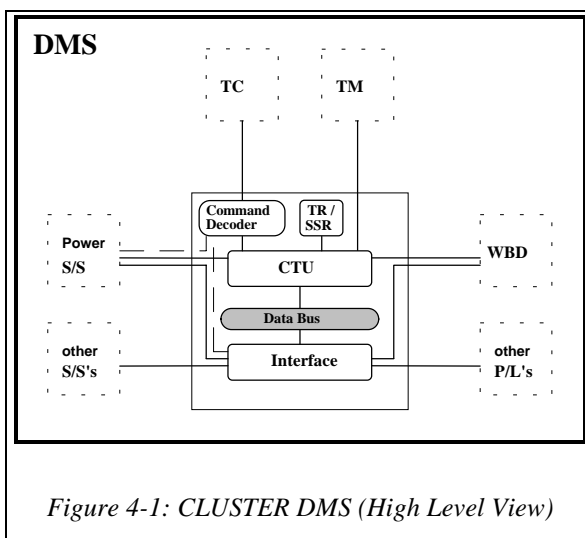 DMS
TC
TM
Command
Decoder
TR /
SSR
Power
S/S
CTU
WBD
Data Bus
other
S/S's
Interface
other
P/L's
Figure 4-1: CLUSTER DMS (High Level View)